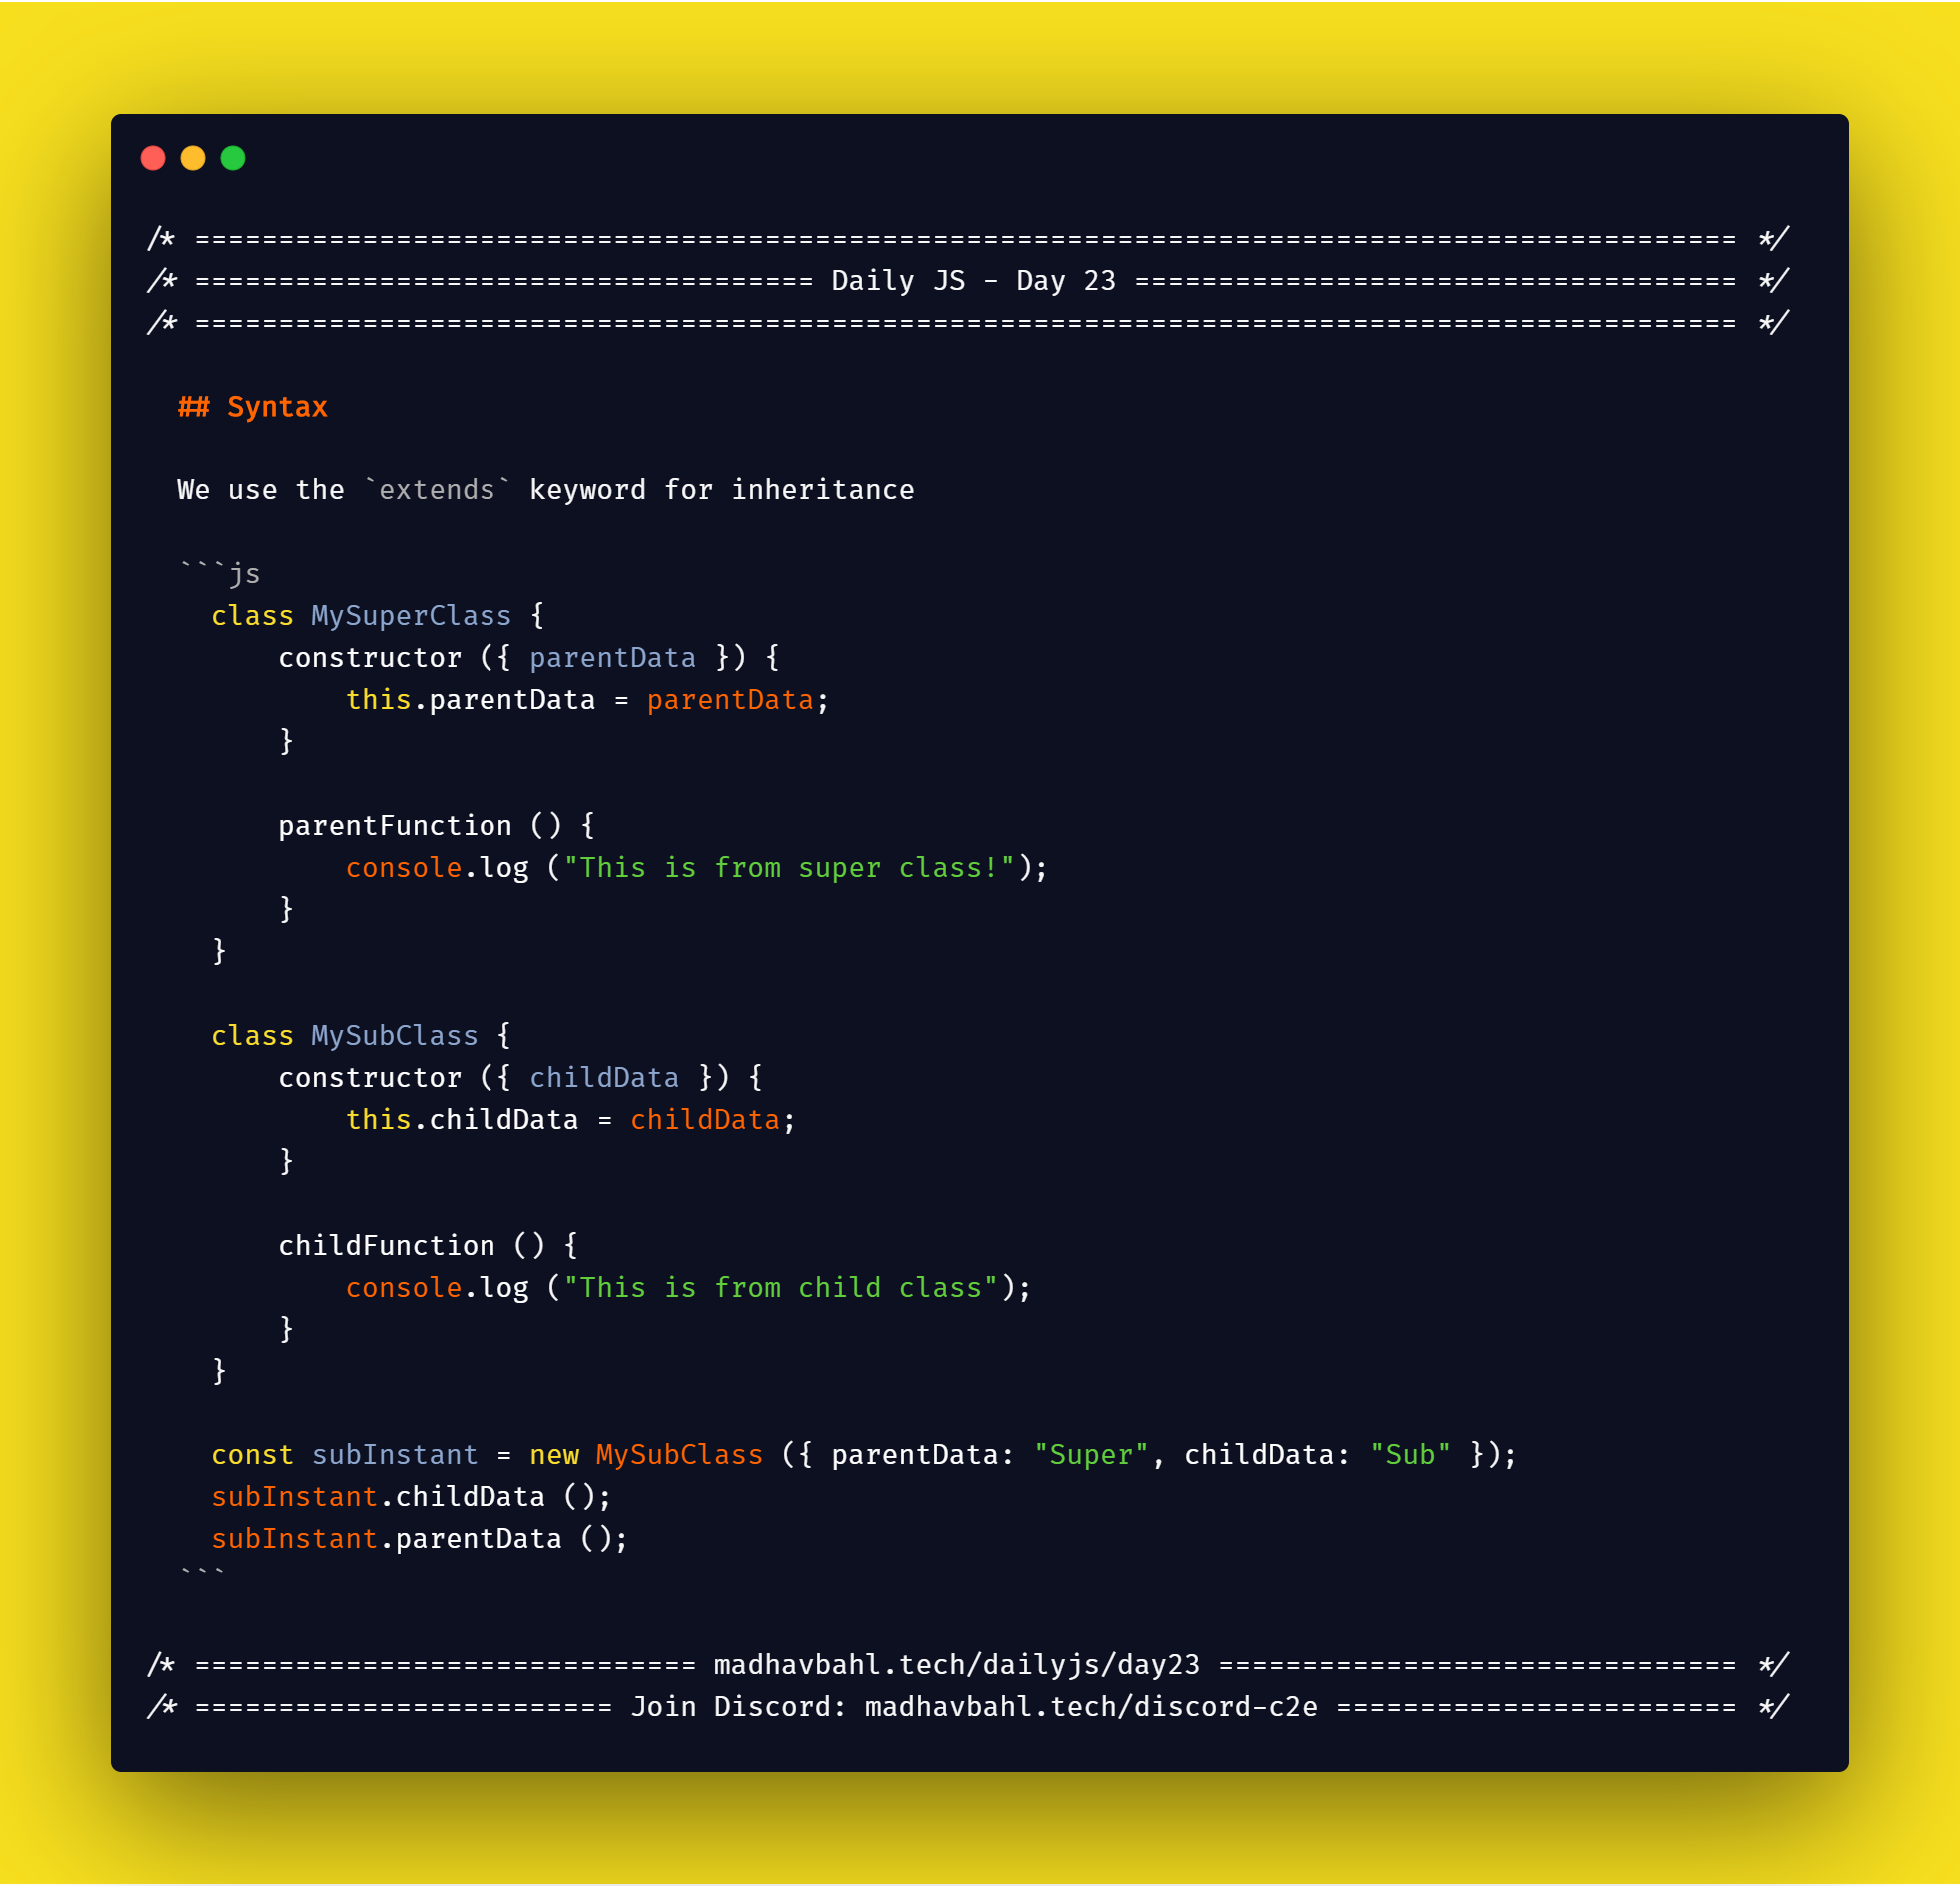 /* ============================================================================================ */
/* ===================================== Daily JS - Day 23 ==================================== */
/* ============================================================================================ */
## Syntax
We use the `extends` keyword for inheritance
```js
class MySuperClass {
constructor ({ parentData }) {
this.parentData = parentData;
}
parentFunction () {
console.log ("This is from super class!");
}
}
class MySubClass {
constructor ({ childData }) {
this.childData = childData;
}
childFunction () {
console.log ("This is from child class");
}
}
const subInstant = new MySubClass ({ parentData: "Super", childData: "Sub" });
subInstant.childData ();
subInstant.parentData ();
```
/* ============================== madhavbahl.tech/dailyjs/day23 =============================== */
/* ========================= Join Discord: madhavbahl.tech/discord-c2e ======================== */